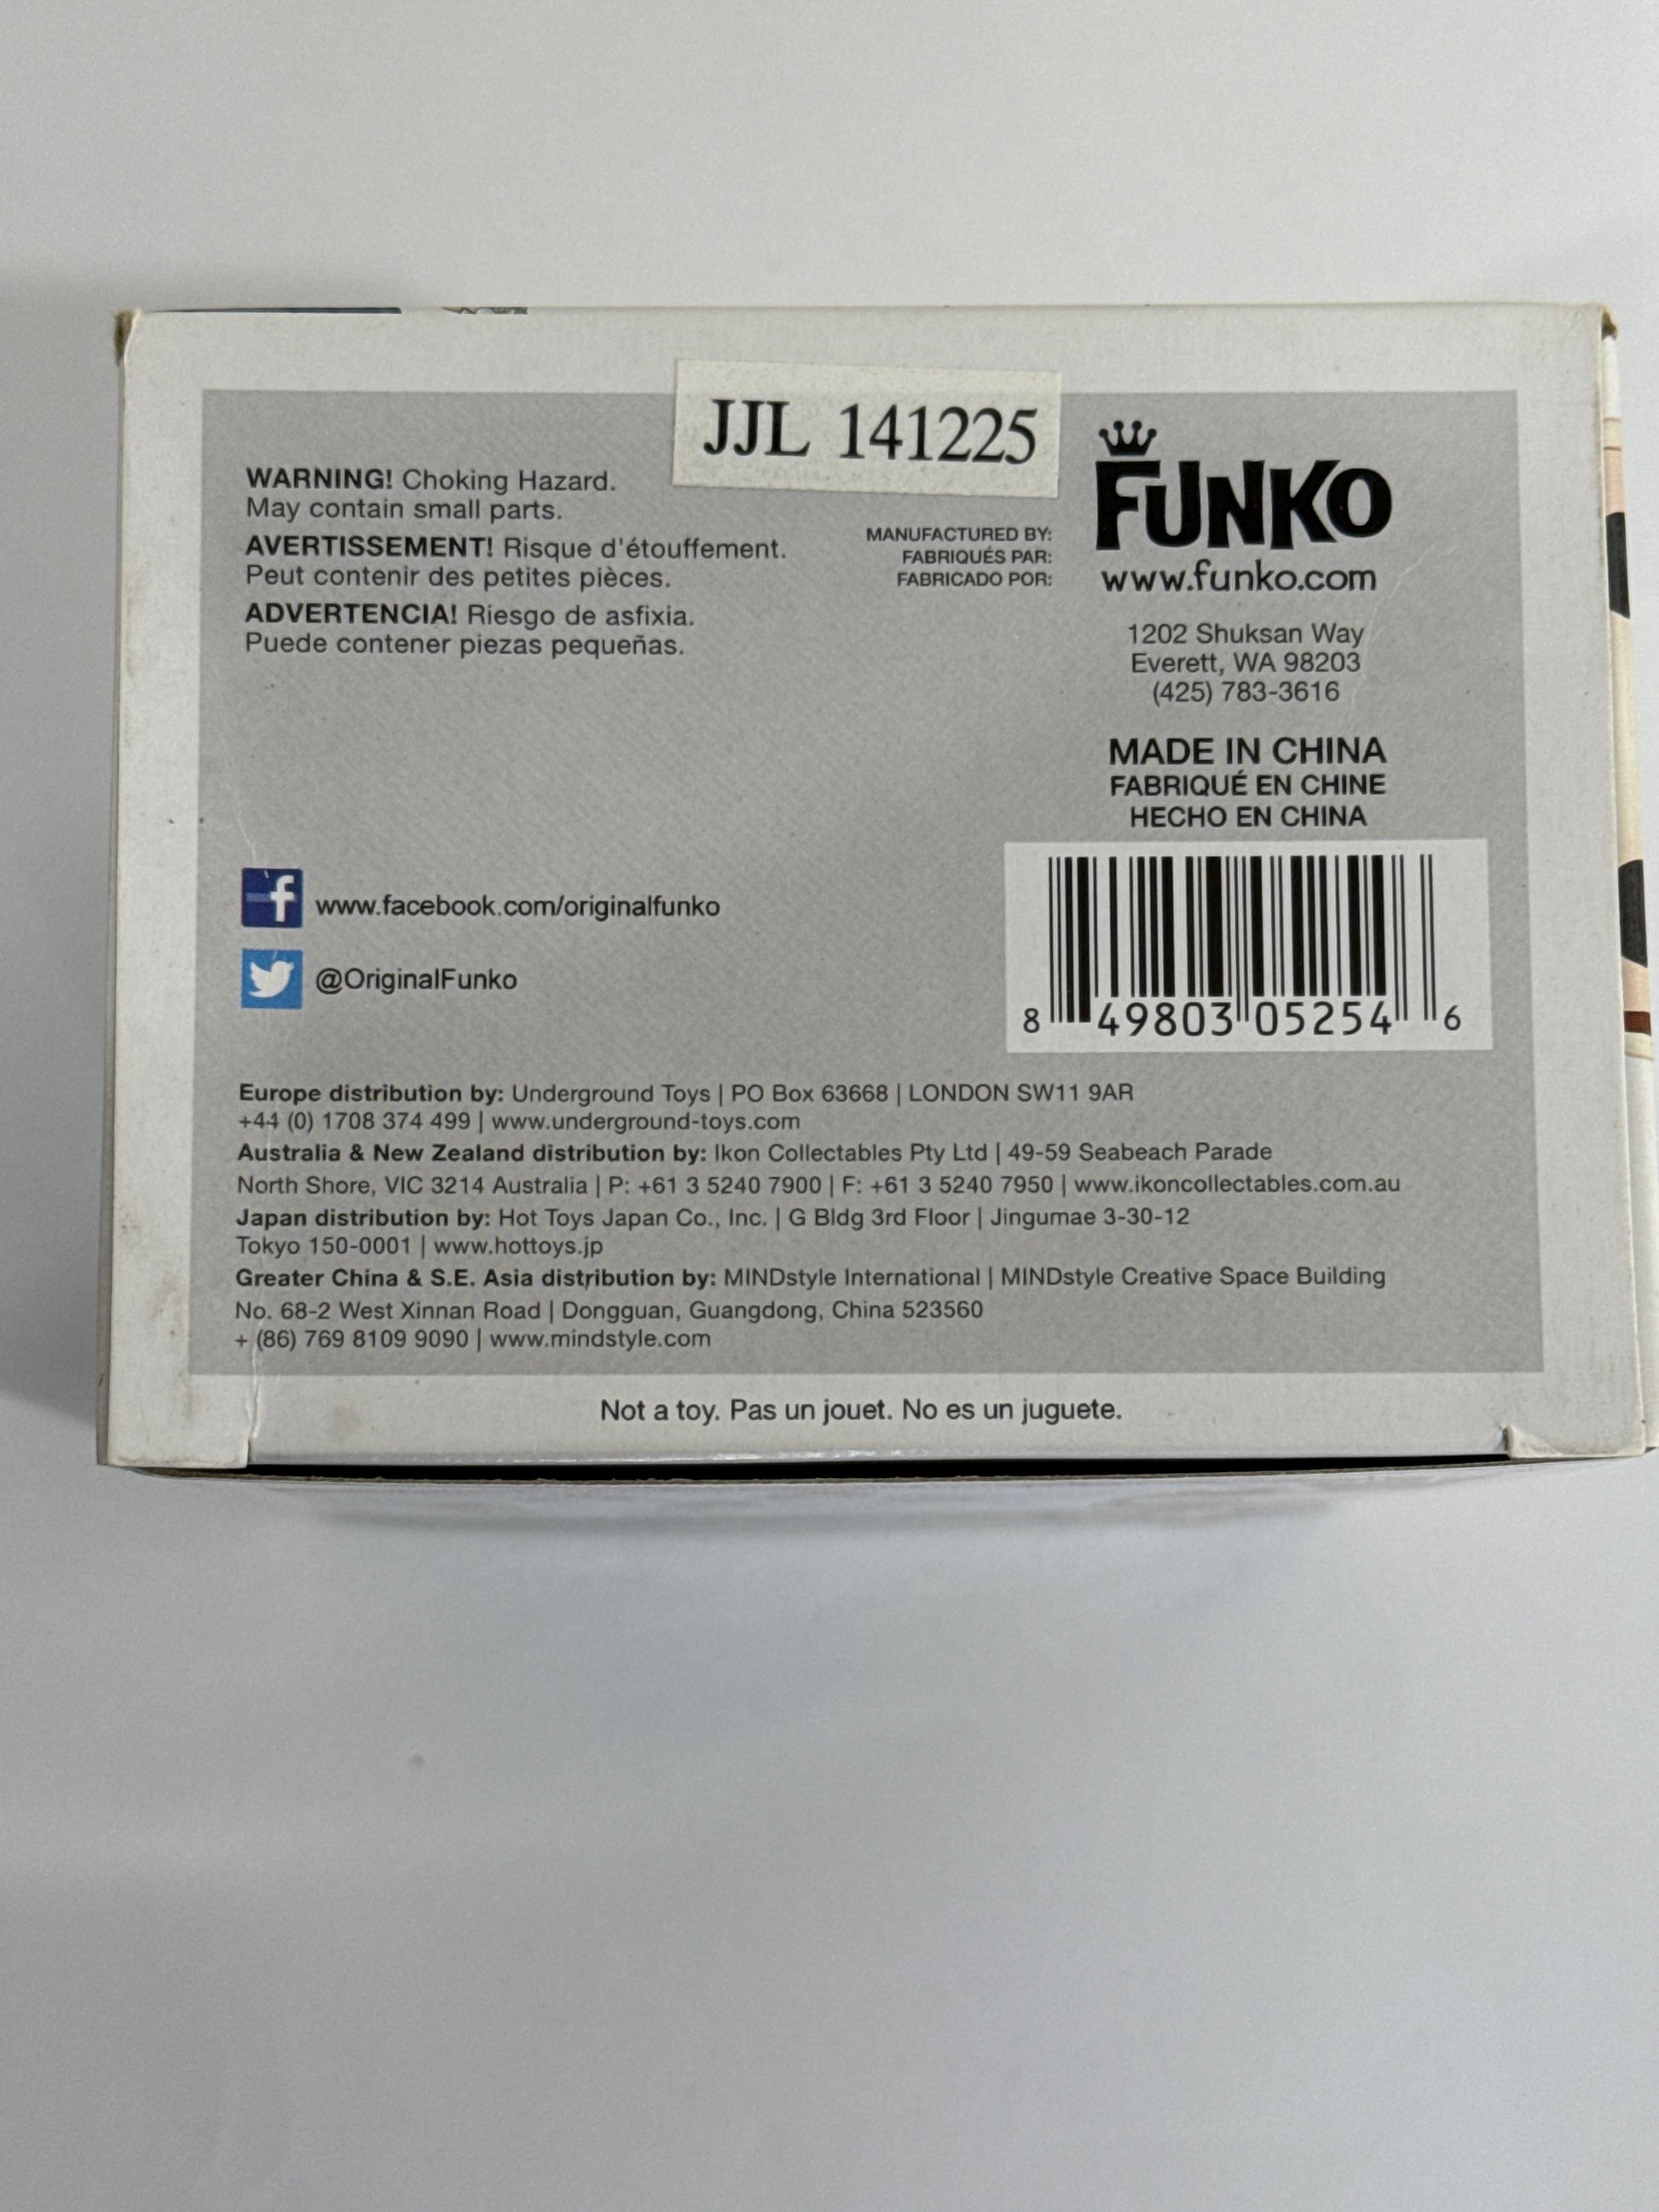 JJL 141225
WARNING! Choking Hazard.
May contain small parts.
AVERTISSEMENT! Risque d'étouffement.
Peut contenir des petites pièces.
ADVERTENCIA! Riesgo de asfixia.
Puede contener piezas pequeñas.
MANUFACTURED BY:
FABRIQUÉS PAR:
FABRICADO POR:
FUNKO
www.funko.com
1202 Shuksan Way
Everett, WA 98203
(425) 783-3616
MADE IN CHINA
FABRIQUÉ EN CHINE
HECHO EN CHINA
f www.facebook.com/originalfunko
@OriginalFunko
8 49803 05254 6
Europe distribution by: Underground Toys | PO Box 63668 | LONDON SW11 9AR
+44 (0) 1708 374 499 | www.underground-toys.com
Australia & New Zealand distribution by: Ikon Collectables Pty Ltd | 49-59 Seabeach Parade
North Shore, VIC 3214 Australia | P: +61 3 5240 7900 | F: +61 3 5240 7950 | www.ikoncollectables.com.au
Japan distribution by: Hot Toys Japan Co., Inc. | G Bldg 3rd Floor | Jingumae 3-30-12
Tokyo 150-0001 | www.hottoys.jp
Greater China & S.E. Asia distribution by: MINDstyle International | MINDstyle Creative Space Building
No. 68-2 West Xinnan Road | Dongguan, Guangdong, China 523560
+ (86) 769 8109 9090 | www.mindstyle.com
Not a toy. Pas un jouet. No es un juguete.